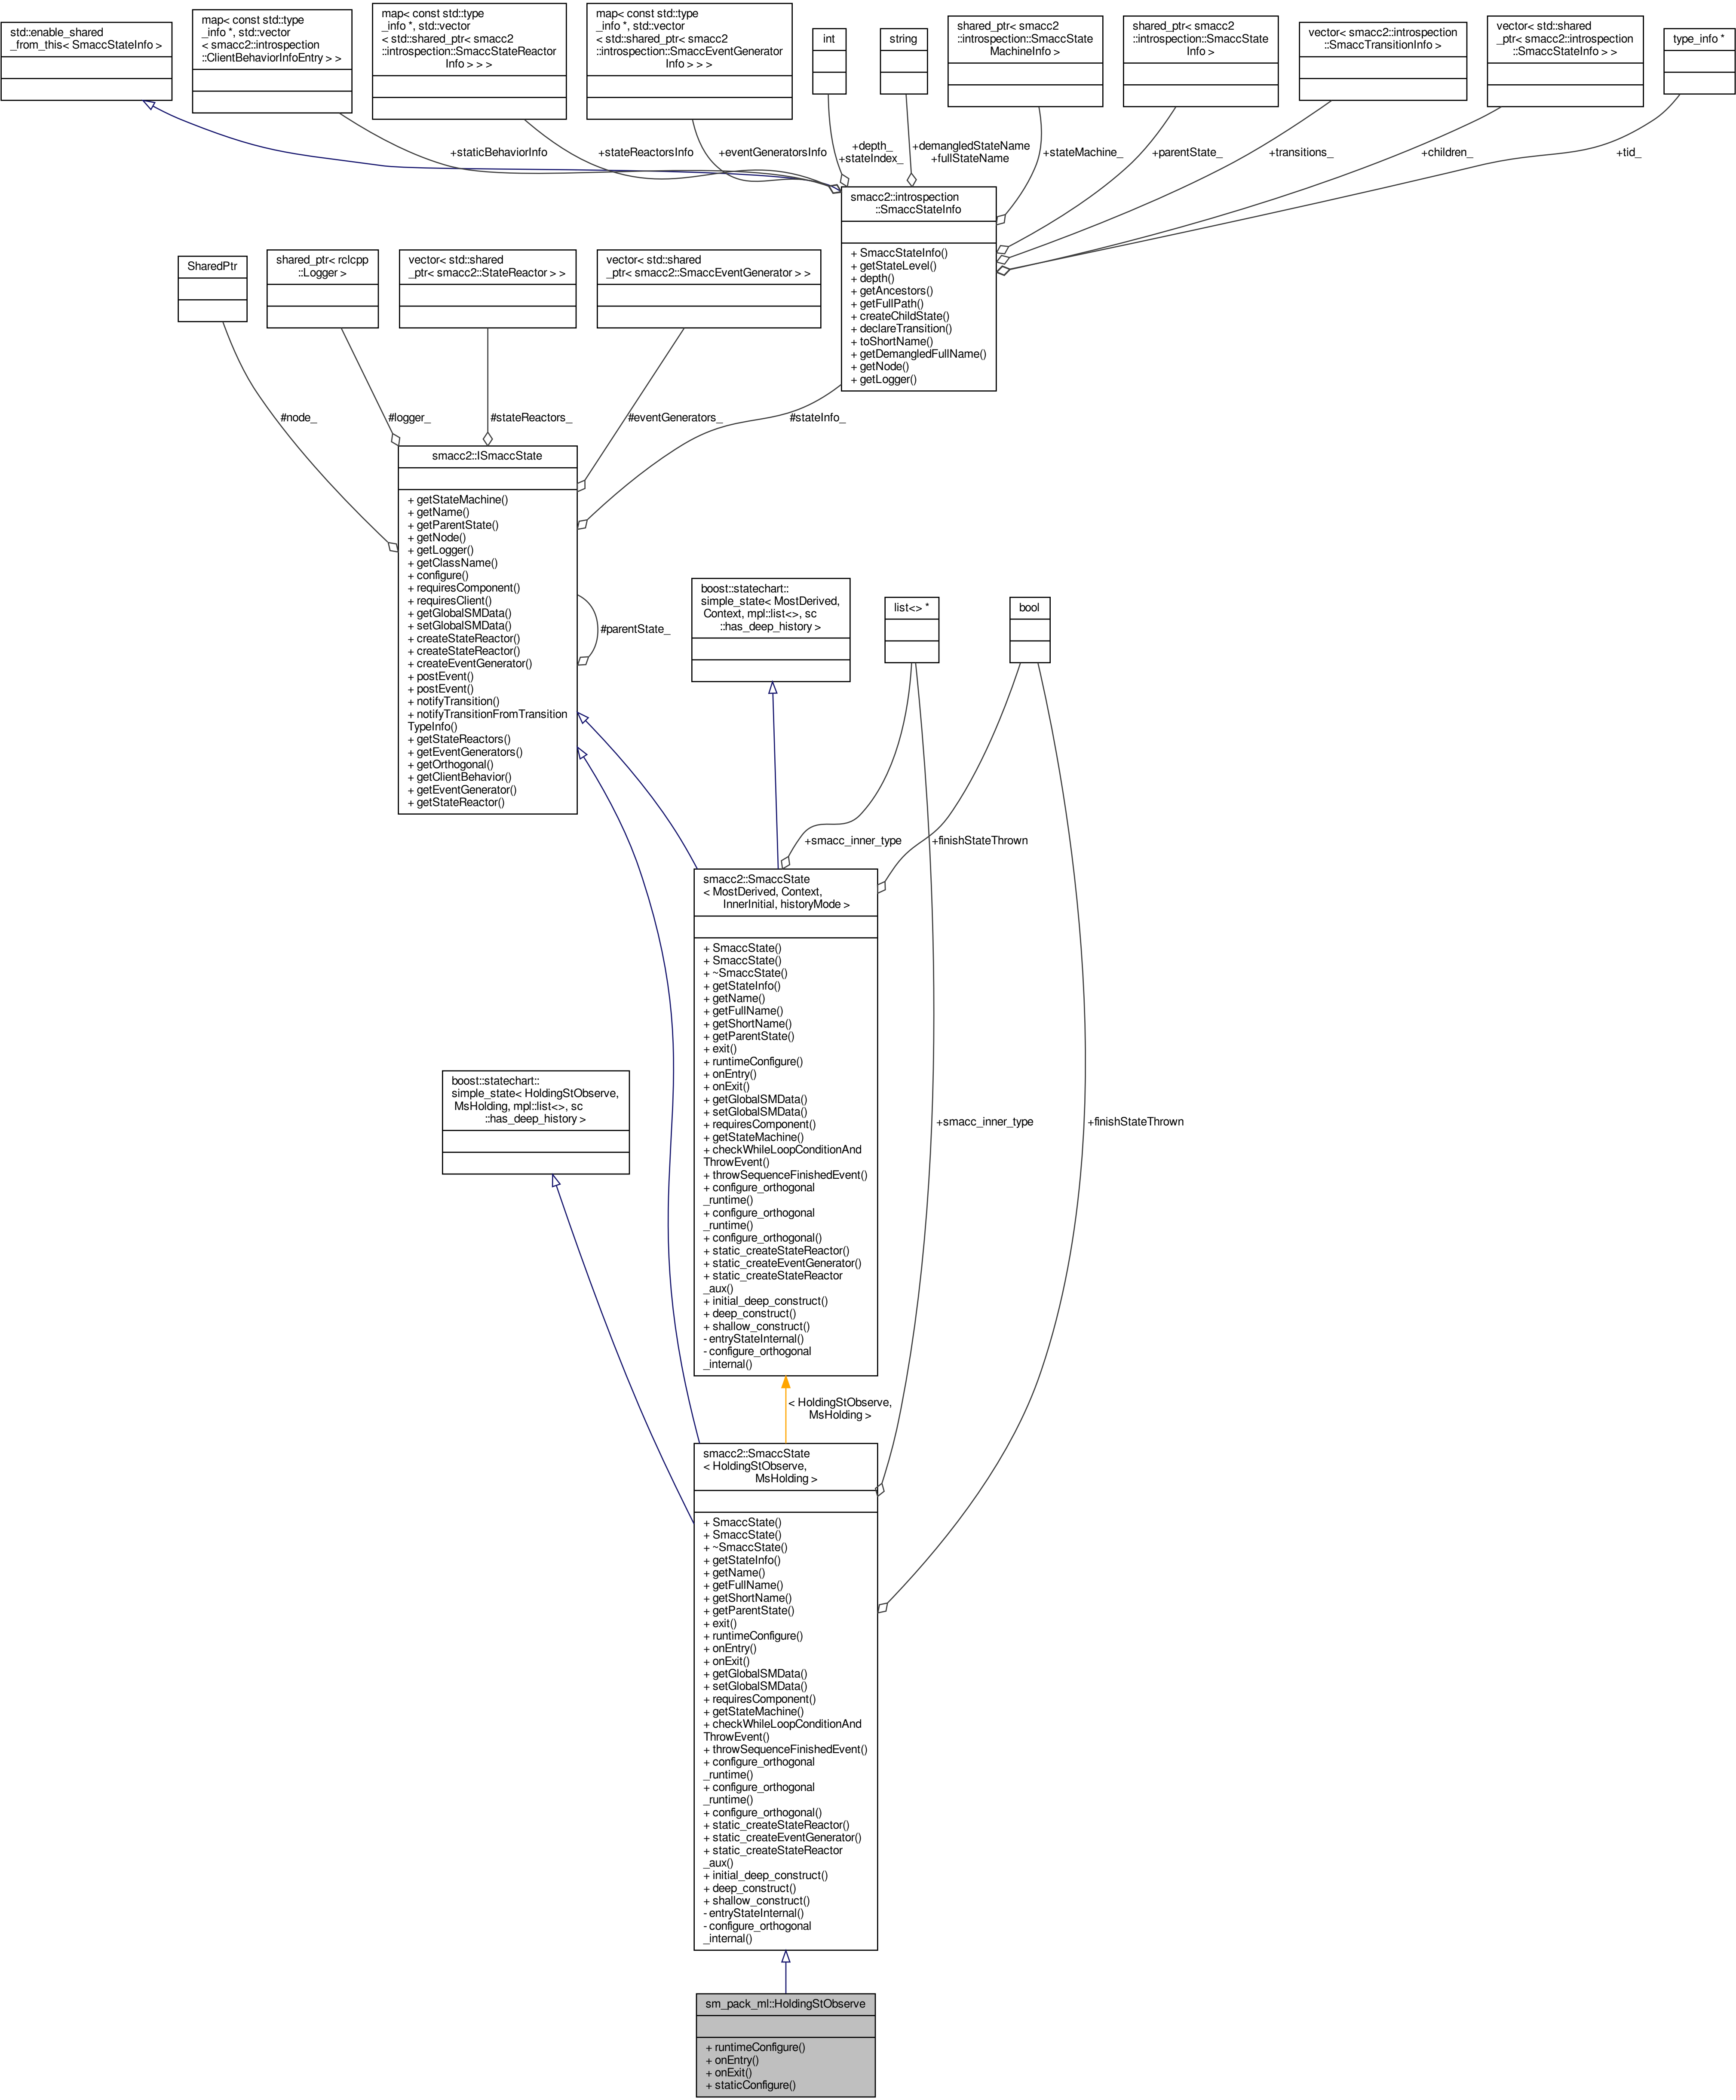 std::enable_shared
_from_this< SmaccStateInfo >
map< const std::type
_info *, std::vector
< smacc2::introspection
::ClientBehaviorInfoEntry > >
map< const std::type
_info *, std::vector
< std::shared_ptr< smacc2
::introspection::SmaccStateReactor
Info > > >
map< const std::type
_info *, std::vector
< std::shared_ptr< smacc2
::introspection::SmaccEventGenerator
Info > > >
int
string
shared_ptr< smacc2
::introspection::SmaccState
MachineInfo >
shared_ptr< smacc2
::introspection::SmaccState
Info >
vector< smacc2::introspection
::SmaccTransitionInfo >
vector< std::shared
_ptr< smacc2::introspection
::SmaccStateInfo > >
type_info *
+staticBehaviorInfo
+stateReactorsInfo
+eventGeneratorsInfo
+depth_
+stateIndex_
+demangledStateName
+fullStateName
+stateMachine_
+parentState_
+transitions_
+children_
+tid_
smacc2::introspection
::SmaccStateInfo
+ SmaccStateInfo()
+ getStateLevel()
+ depth()
+ getAncestors()
+ getFullPath()
+ createChildState()
+ declareTransition()
+ toShortName()
+ getDemangledFullName()
+ getNode()
+ getLogger()
SharedPtr
shared_ptr< rclcpp
::Logger >
vector< std::shared
_ptr< smacc2::StateReactor > >
vector< std::shared
_ptr< smacc2::SmaccEventGenerator > >
#node_
#logger_
#stateReactors_
#eventGenerators_
#stateInfo_
smacc2::ISmaccState
+ getStateMachine()
+ getName()
+ getParentState()
+ getNode()
+ getLogger()
+ getClassName()
+ configure()
+ requiresComponent()
+ requiresClient()
+ getGlobalSMData()
+ setGlobalSMData()
+ createStateReactor()
+ createStateReactor()
+ createEventGenerator()
+ postEvent()
+ postEvent()
+ notifyTransition()
+ notifyTransitionFromTransition
TypeInfo()
+ getStateReactors()
+ getEventGenerators()
+ getOrthogonal()
+ getClientBehavior()
+ getEventGenerator()
+ getStateReactor()
#parentState_
boost::statechart::
simple_state< MostDerived,
Context, mpl::list<>, sc
::has_deep_history >
list<> *
bool
+smacc_inner_type
+finishStateThrown
smacc2::SmaccState
< MostDerived, Context,
InnerInitial, historyMode >
+ SmaccState()
+ SmaccState()
+ ~SmaccState()
+ getStateInfo()
+ getName()
+ getFullName()
+ getShortName()
+ getParentState()
+ exit()
+ runtimeConfigure()
+ onEntry()
+ onExit()
+ getGlobalSMData()
+ setGlobalSMData()
+ requiresComponent()
+ getStateMachine()
+ checkWhileLoopConditionAnd
ThrowEvent()
+ throwSequenceFinishedEvent()
+ configure_orthogonal
_runtime()
+ configure_orthogonal
_runtime()
+ configure_orthogonal()
+ static_createStateReactor()
+ static_createEventGenerator()
+ static_createStateReactor
_aux()
+ initial_deep_construct()
+ deep_construct()
+ shallow_construct()
- entryStateInternal()
- configure_orthogonal
_internal()
boost::statechart::
simple_state< HoldingStObserve,
MsHolding, mpl::list<>, sc
::has_deep_history >
+smacc_inner_type
+finishStateThrown
< HoldingStObserve,
MsHolding >
smacc2::SmaccState
< HoldingStObserve,
MsHolding >
+ SmaccState()
+ SmaccState()
+ ~SmaccState()
+ getStateInfo()
+ getName()
+ getFullName()
+ getShortName()
+ getParentState()
+ exit()
+ runtimeConfigure()
+ onEntry()
+ onExit()
+ getGlobalSMData()
+ setGlobalSMData()
+ requiresComponent()
+ getStateMachine()
+ checkWhileLoopConditionAnd
ThrowEvent()
+ throwSequenceFinishedEvent()
+ configure_orthogonal
_runtime()
+ configure_orthogonal
_runtime()
+ configure_orthogonal()
+ static_createStateReactor()
+ static_createEventGenerator()
+ static_createStateReactor
_aux()
+ initial_deep_construct()
+ deep_construct()
+ shallow_construct()
- entryStateInternal()
- configure_orthogonal
_internal()
sm_pack_ml::HoldingStObserve
+ runtimeConfigure()
+ onEntry()
+ onExit()
+ staticConfigure()